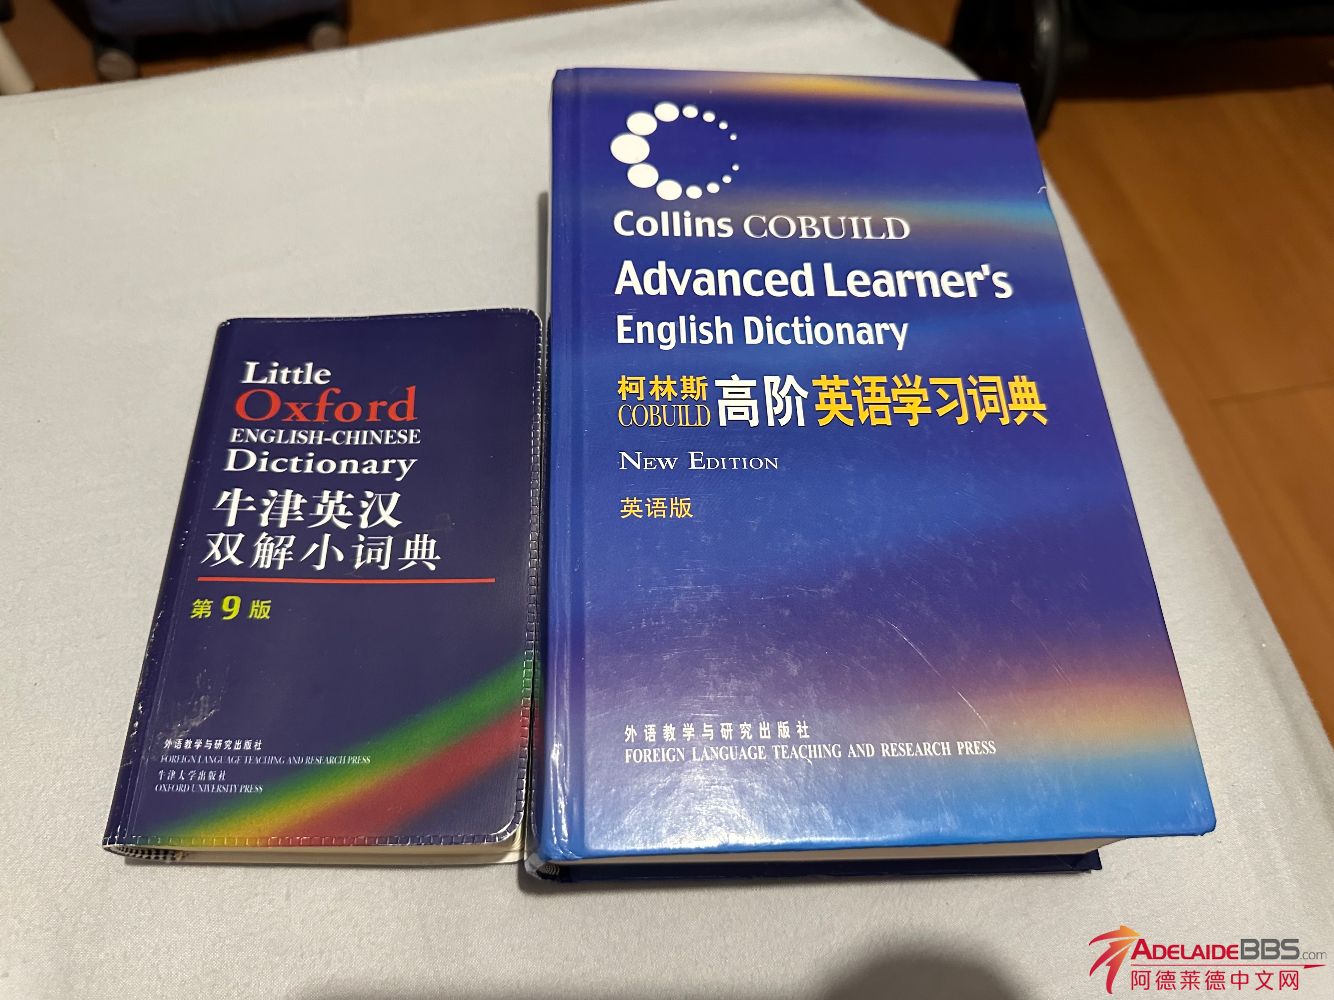 Little
Oxford
ENGLISH-CHINESE
Dictionary
牛津英汉
双解小词典
第9版
外语教学与研究出版社
FOREIGN LANGUAGE TEACHING AND RESEARCH PRESS
牛津大学出版社
OXFORD UNIVERSITY PRESS
Collins COBUILD
Advanced Learner's
English Dictionary
柯林斯
COBUILD
高阶英语学习词典
NEW EDITION
英语版
外语教学与研究出版社
FOREIGN LANGUAGE TEACHING AND RESEARCH PRESS
ADELAIDEBBS.com
阿德莱德中文网